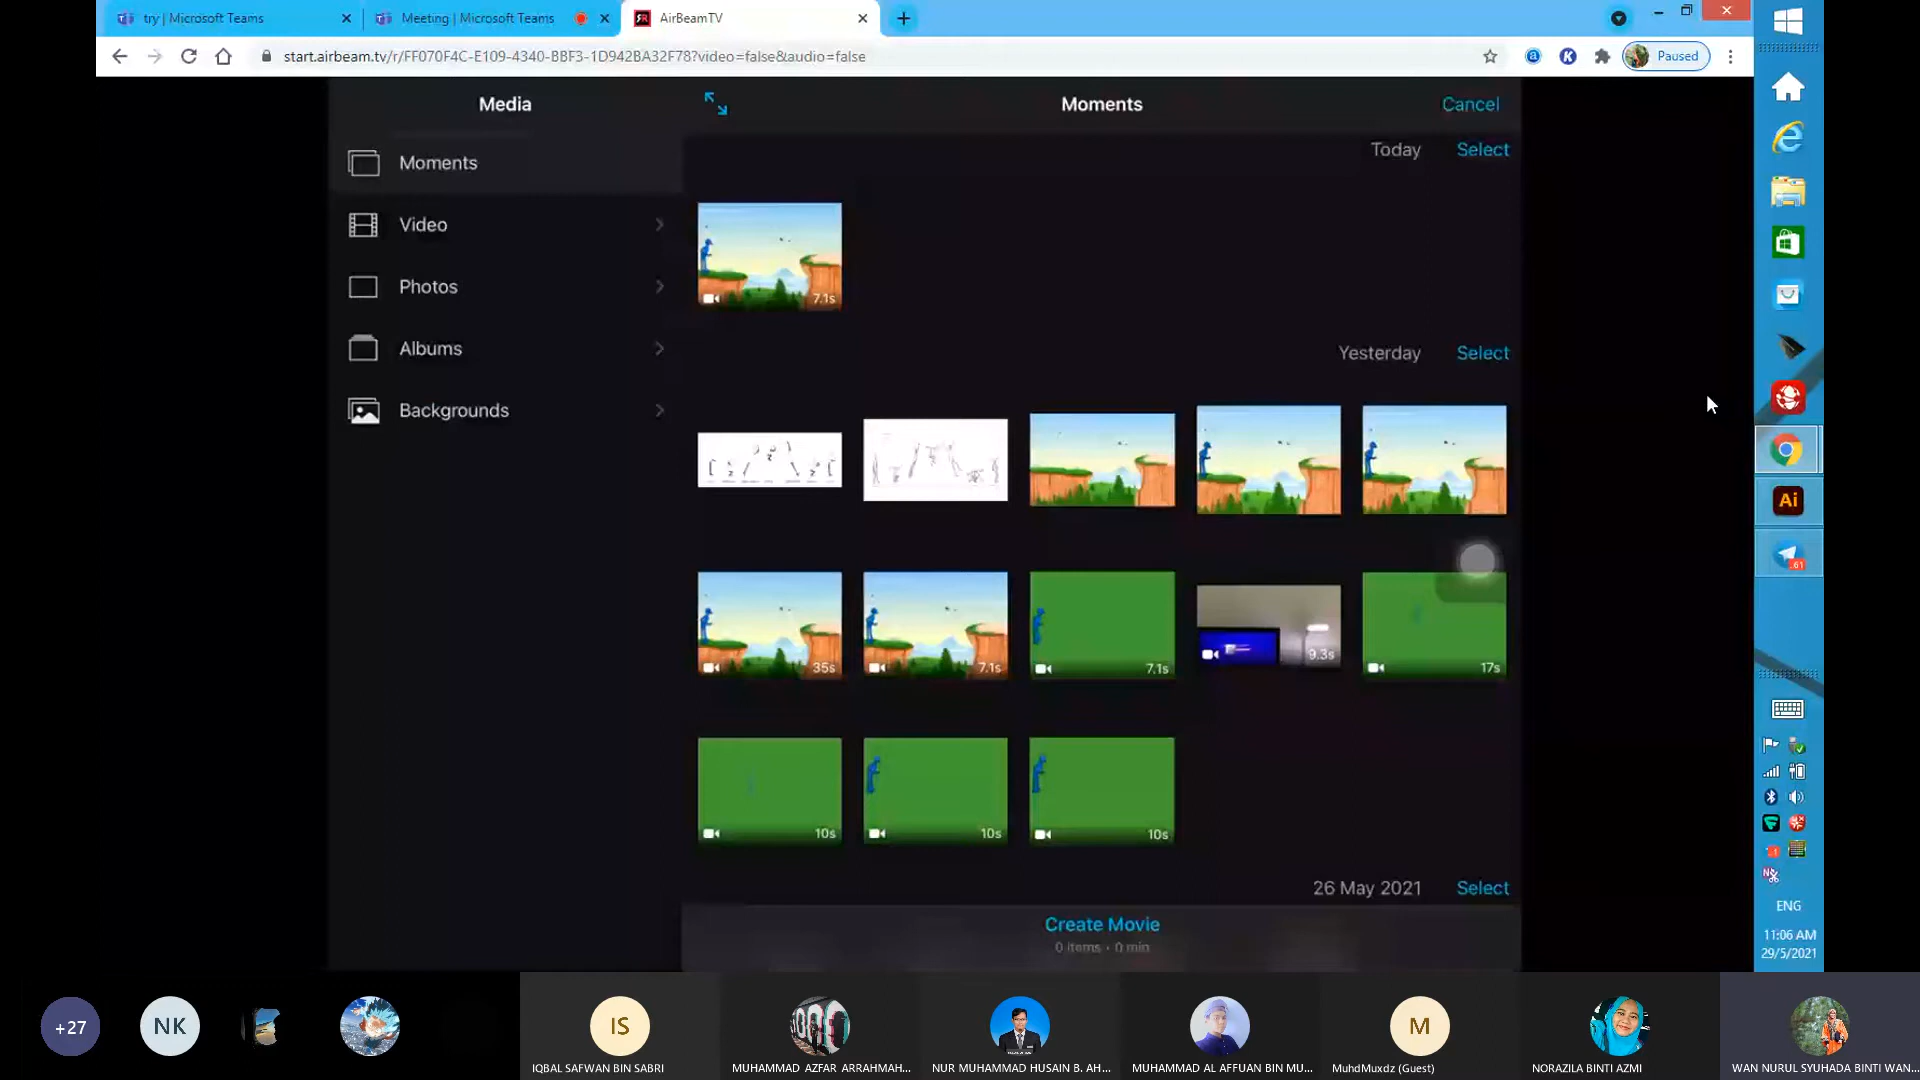 try | Microsoft Teams
Meeting | Microsoft Teams
AirBeamTV
start.airbeam.tv/r/FF070F4C-E109-4340-BBF3-1D942BA32F78?video=false&audio=false
Paused
Media
Moments
Cancel
Moments
Video
Photos
Albums
Backgrounds
Today
Select
7.1s
Yesterday
Select
35s
7.1s
7.1s
9.3s
17s
10s
10s
10s
26 May 2021
Select
Create Movie
0 items • 0 min
Ai
61
ENG
11:06 AM
29/5/2021
+27
NK
IS
IQBAL SAFWAN BIN SABRI
MUHAMMAD AZFAR ARRAHMAH...
NUR MUHAMMAD HUSAIN B. AH...
MUHAMMAD AL AFFUAN BIN MU...
M
MuhdMuxdz (Guest)
NORAZILA BINTI AZMI
WAN NURUL SYUHADA BINTI WAN...